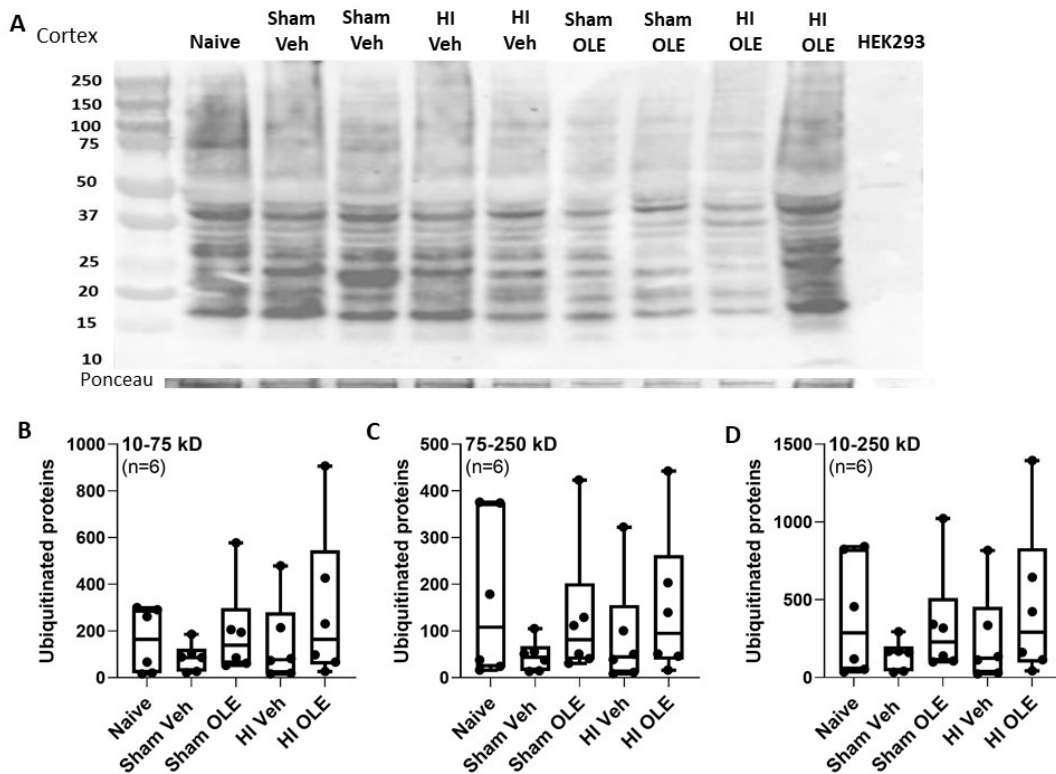 A
Cortex
Naive
Sham Veh
Sham Veh
HI Veh
HI Veh
Sham OLE
Sham OLE
HI OLE
HI OLE
HEK293
250
150
100
75
50
37
25
20
15
10
Ponceau
B
10-75 kD
(n=6)
Ubiquitinated proteins
1000
800
600
400
200
0
Naive
Sham Veh
Sham OLE
HI Veh
HI OLE
C
75-250 kD
(n=6)
Ubiquitinated proteins
500
400
300
200
100
0
Naive
Sham Veh
Sham OLE
HI Veh
HI OLE
D
10-250 kD
(n=6)
Ubiquitinated proteins
1500
1000
500
0
Naive
Sham Veh
Sham OLE
HI Veh
HI OLE